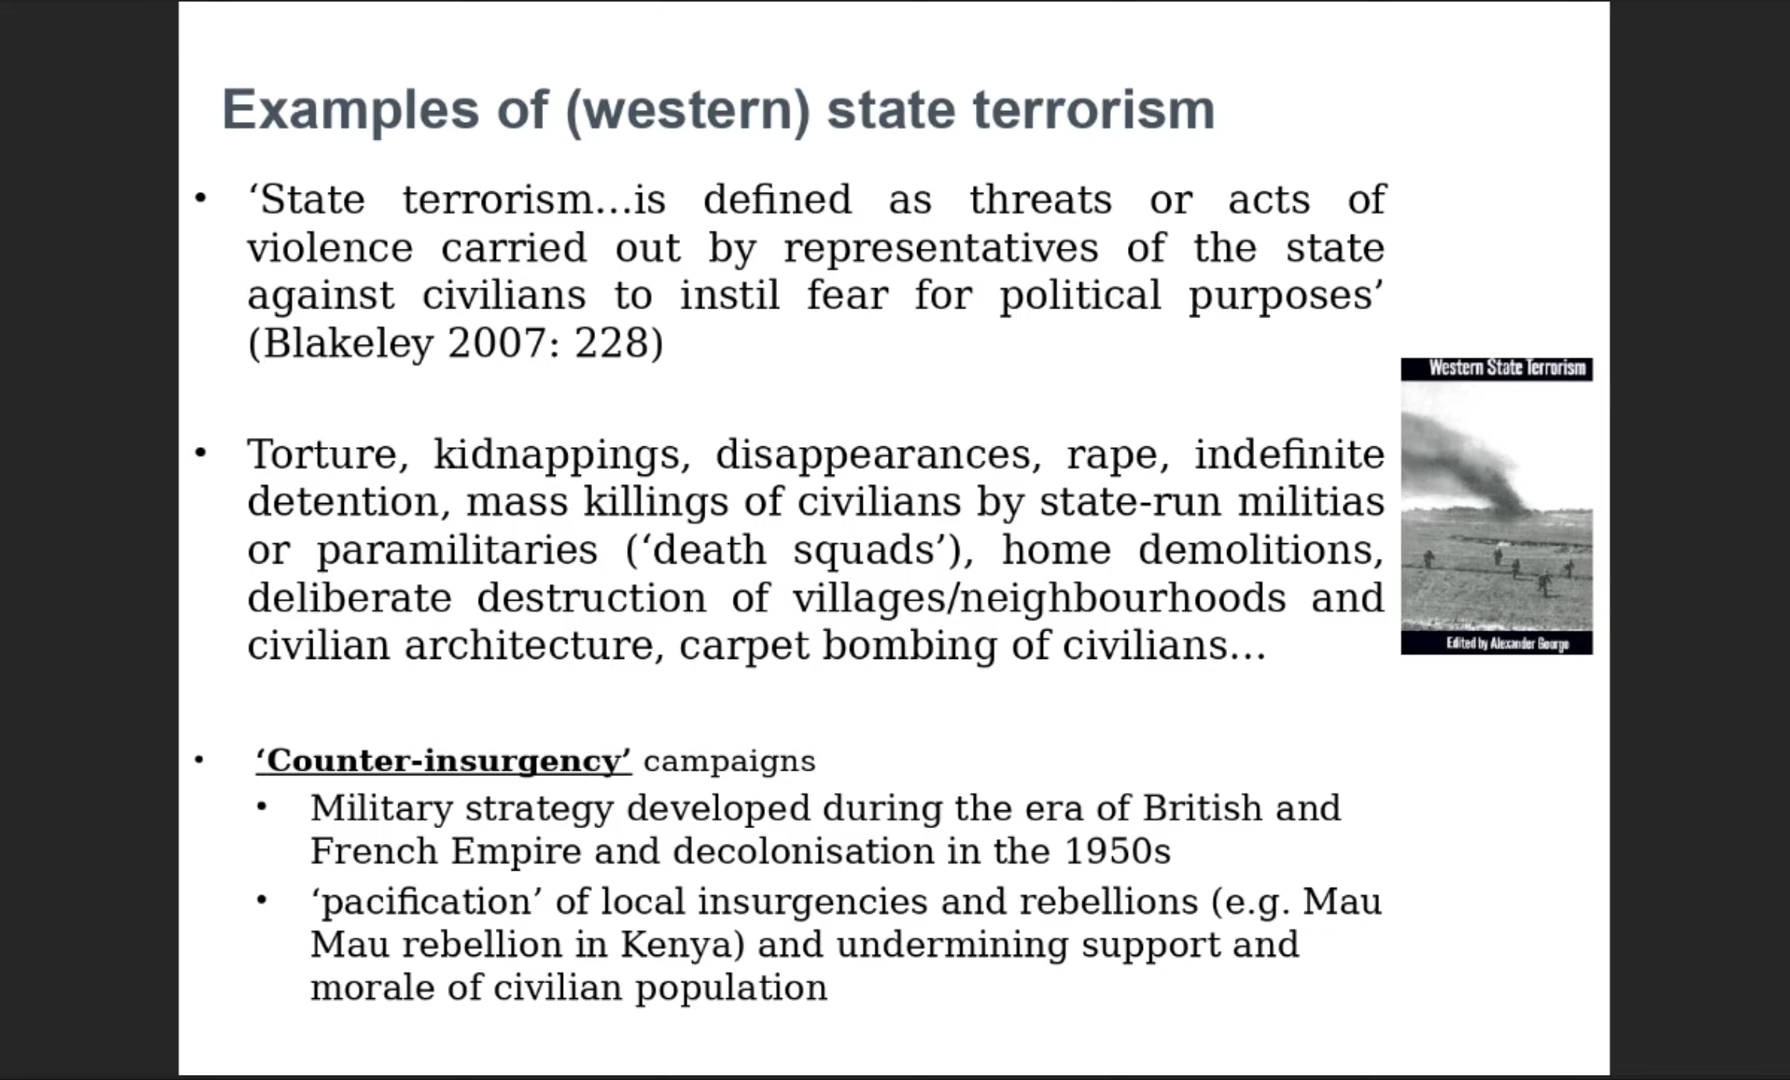 Examples of (western) state terrorism
• ‘State terrorism…is defined as threats or acts of
violence carried out by representatives of the state
against civilians to instil fear for political purposes’
(Blakeley 2007: 228)
Western State Terrorism
Edited by Alexander George
• Torture, kidnappings, disappearances, rape, indefinite
detention, mass killings of civilians by state-run militias
or paramilitaries (‘death squads’), home demolitions,
deliberate destruction of villages/neighbourhoods and
civilian architecture, carpet bombing of civilians…
• ‘Counter-insurgency’ campaigns
• Military strategy developed during the era of British and
French Empire and decolonisation in the 1950s
• ‘pacification’ of local insurgencies and rebellions (e.g. Mau
Mau rebellion in Kenya) and undermining support and
morale of civilian population